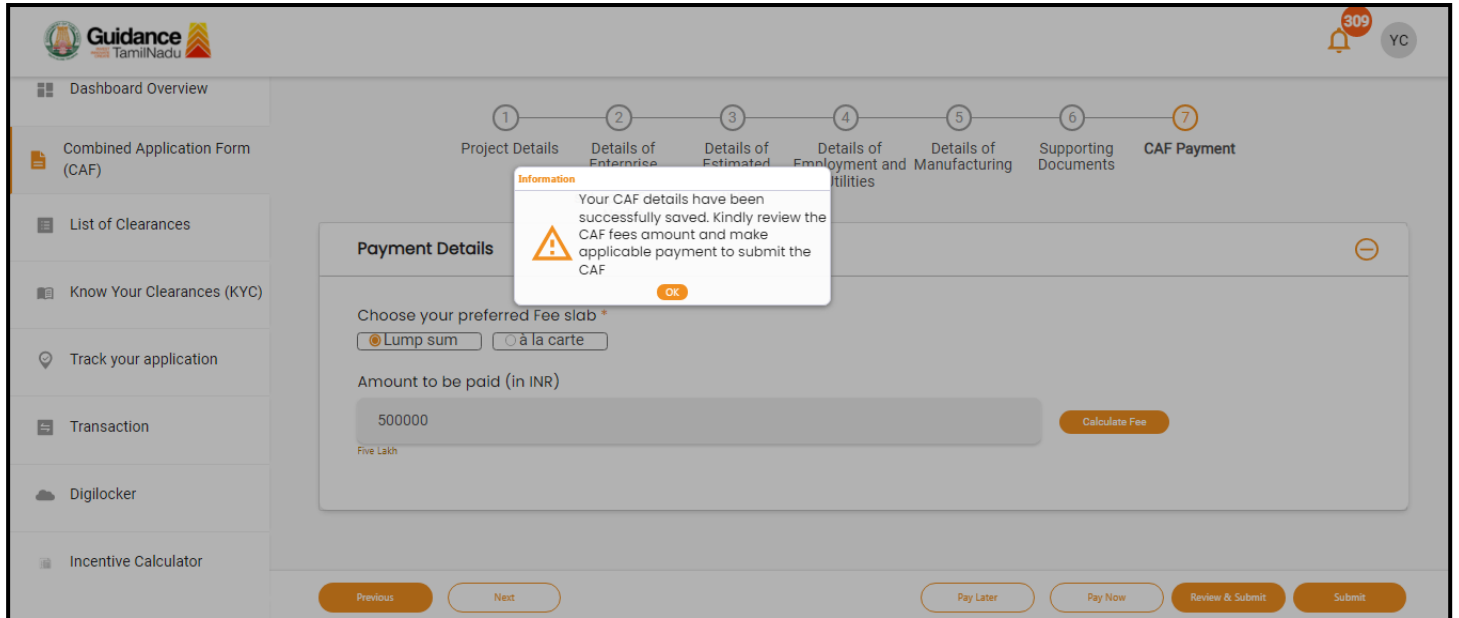 Guidance
TamilNadu
309
YC
Dashboard Overview
Combined Application Form
(CAF)
List of Clearances
Know Your Clearances (KYC)
Track your application
Transaction
Digilocker
Incentive Calculator
1 2 3 4 5 6 7
Project Details Details of Details of Details of Details of Supporting CAF Payment
Enterprise Estimated Employment and Manufacturing Documents
Utilities
Information
Your CAF details have been
successfully saved. Kindly review the
CAF fees amount and make
applicable payment to submit the
CAF
OK
Payment Details
Choose your preferred Fee slab *
Lump sum à la carte
Amount to be paid (in INR)
500000
Calculate Fee
Five Lakh
Previous Next Pay Later Pay Now Review & Submit Submit